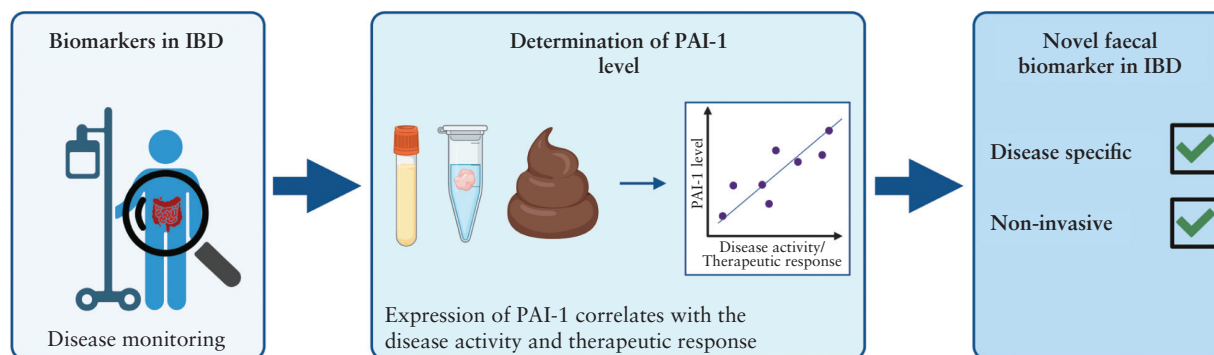 Biomarkers in IBD
Disease monitoring
Determination of PAI-1
level
PAI-1 level
Disease activity/
Therapeutic response
Expression of PAI-1 correlates with the
disease activity and therapeutic response
Novel faecal
biomarker in IBD
Disease specific
Non-invasive